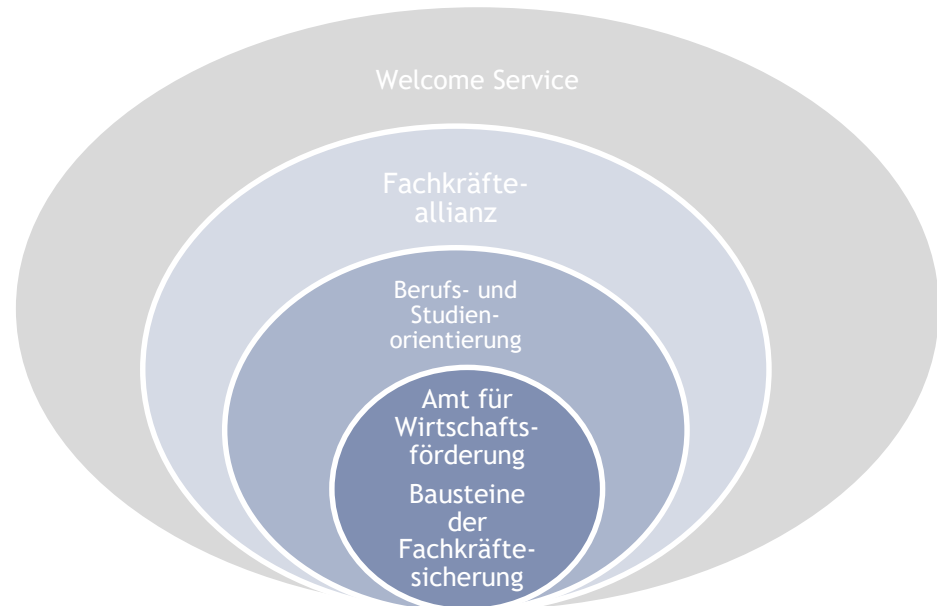 Welcome Service
Fachkräfte-
allianz
Berufs- und
Studien-
orientierung
Amt für
Wirtschafts-
förderung
Bausteine
der
Fachkräfte-
sicherung